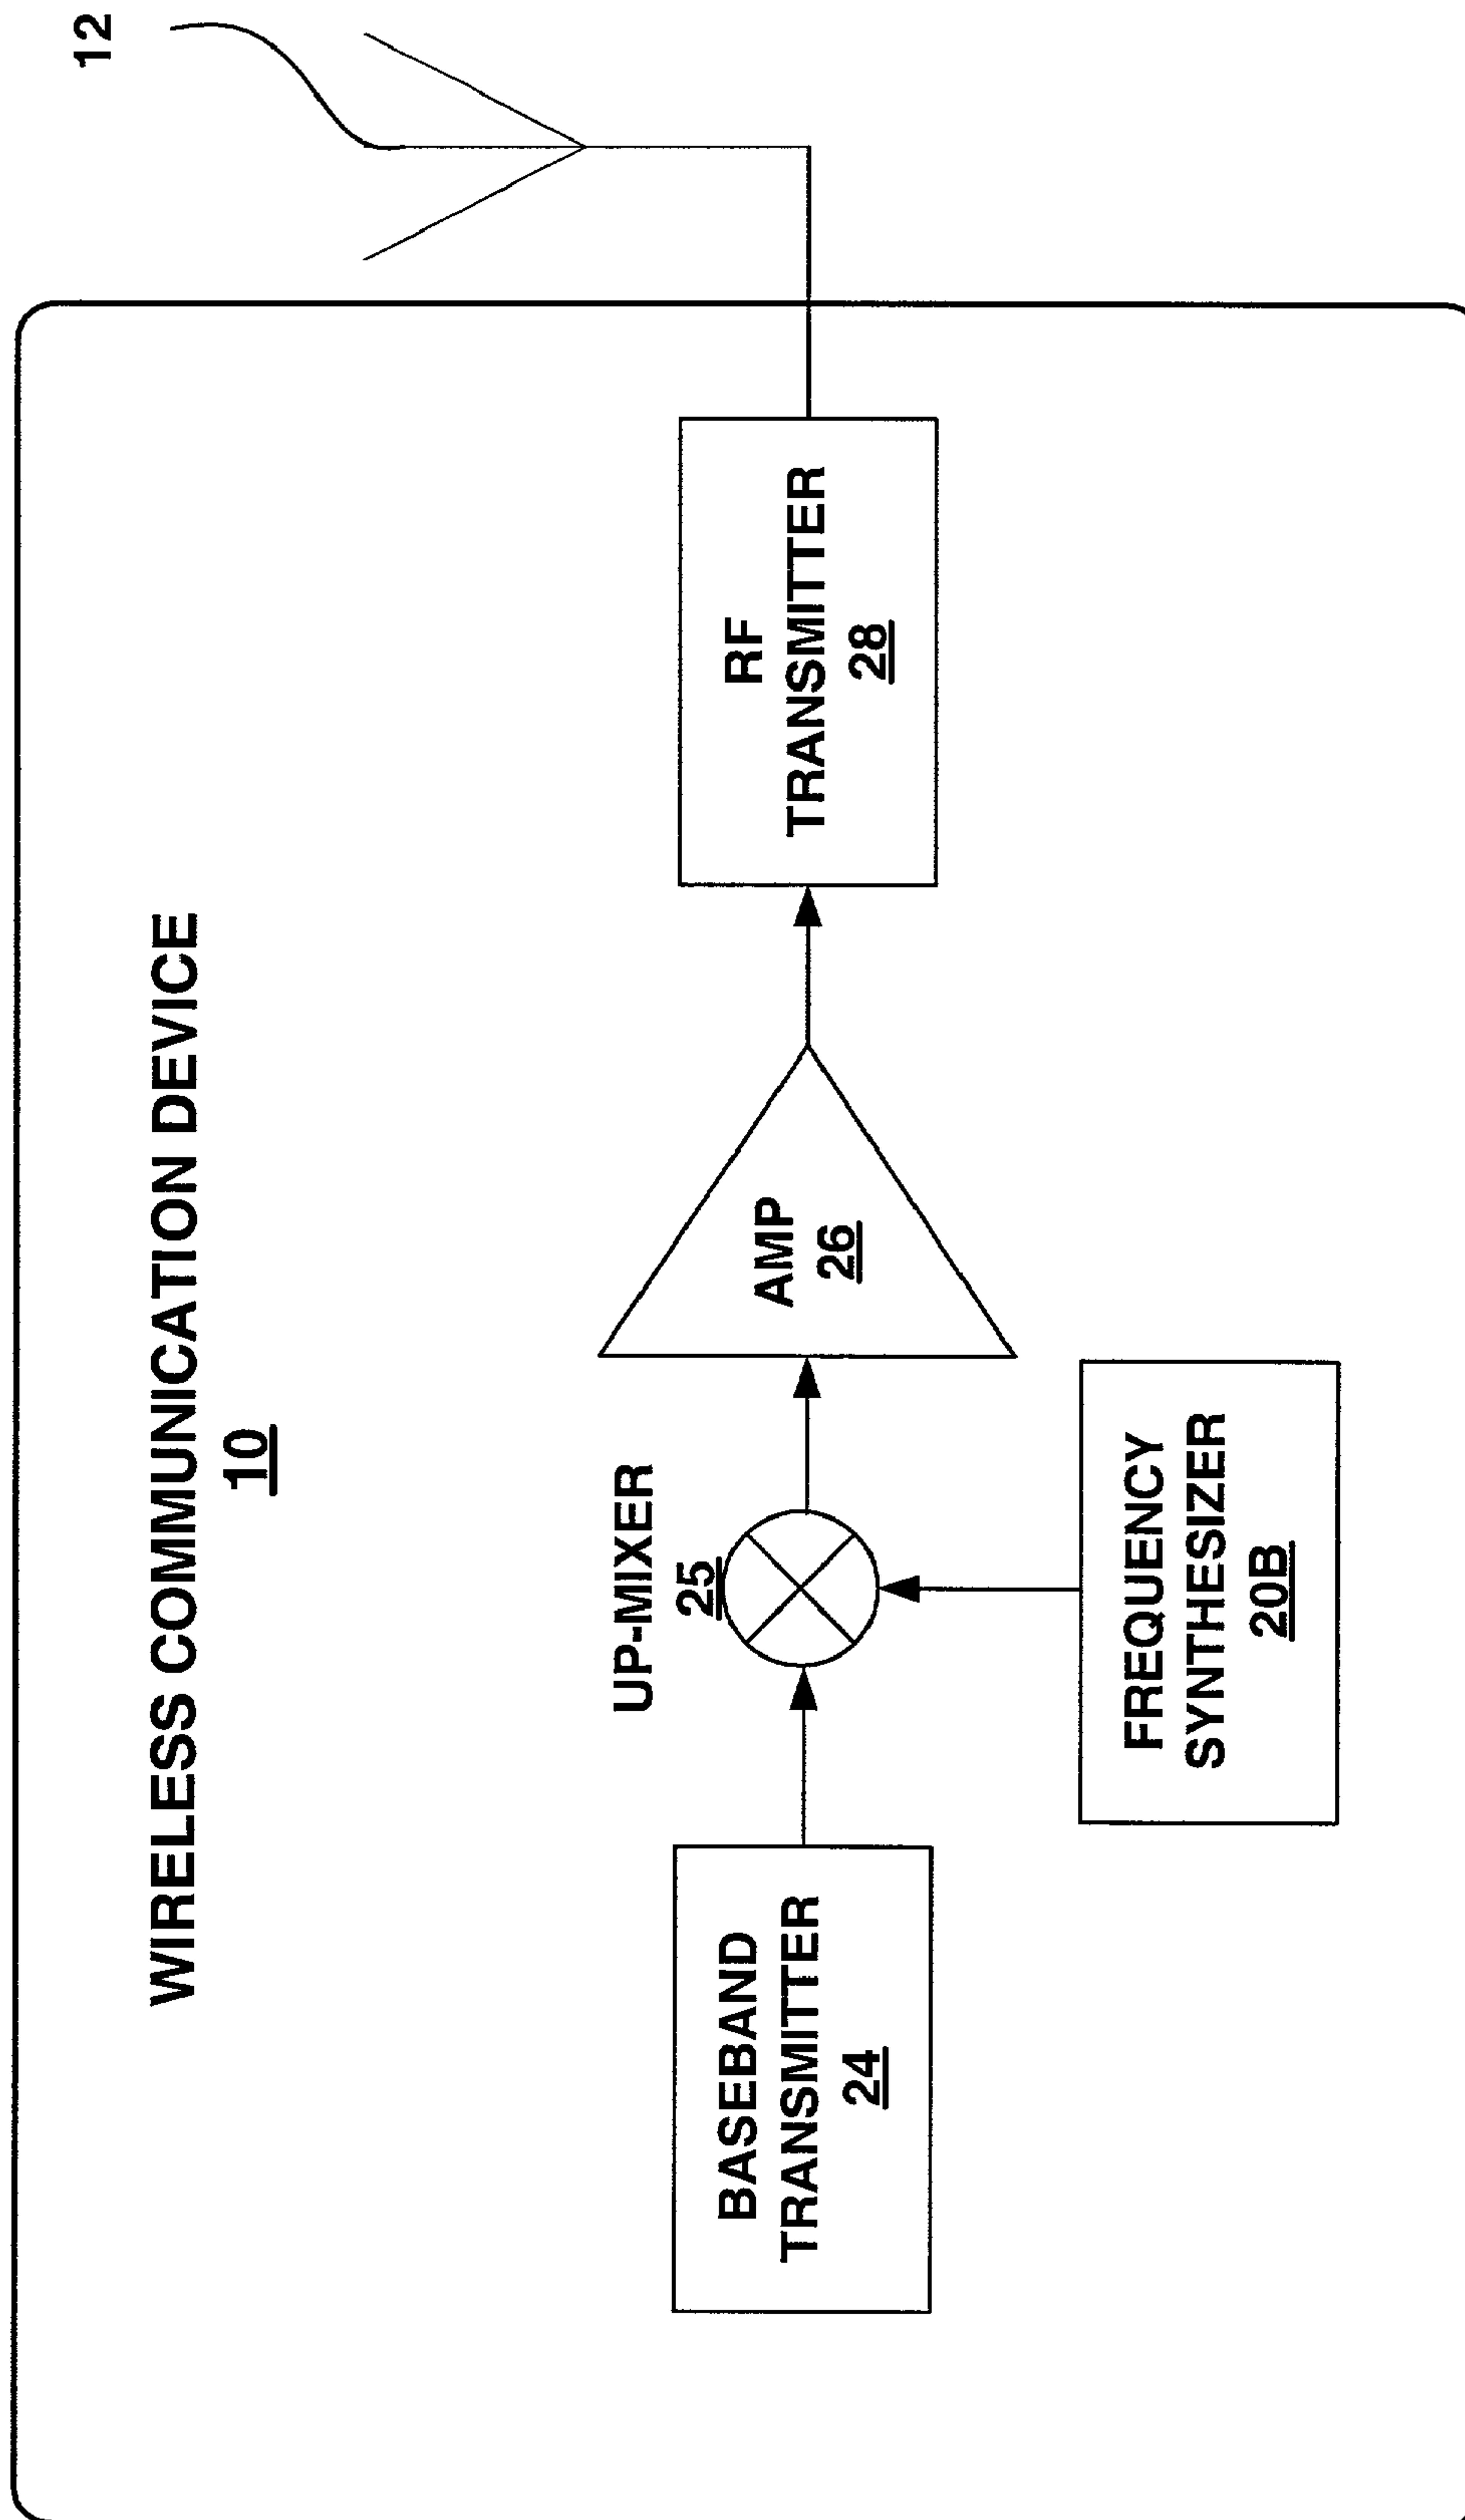 WIRELESS COMMUNICATION DEVICE
10
12
BASEBAND
TRANSMITTER
24
UP-MIXER
25
FREQUENCY
SYNTHESIZER
20B
AMP
26
RF
TRANSMITTER
28